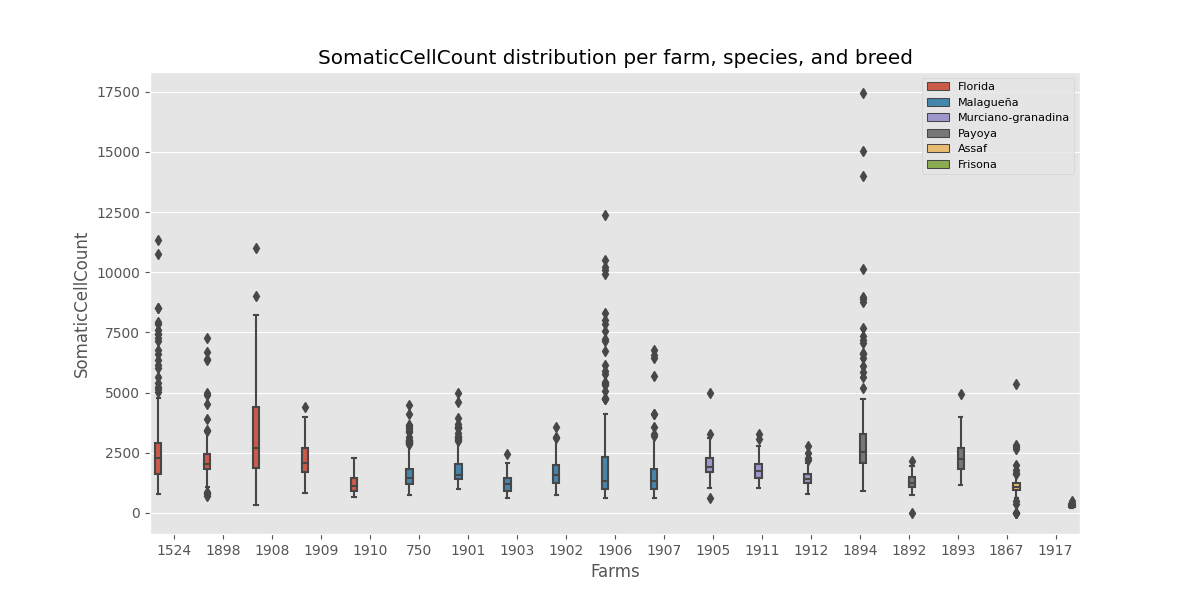 SomaticCellCount distribution per farm, species, and breed
17500
15000
12500
10000
7500
5000
2500
0
SomaticCellCount
Florida
Malagueña
Murciano-granadina
Payoya
Assaf
Frisona
1524 1898 1908 1909 1910 750 1901 1903 1902 1906 1907 1905 1911 1912 1894 1892 1893 1867 1917
Farms